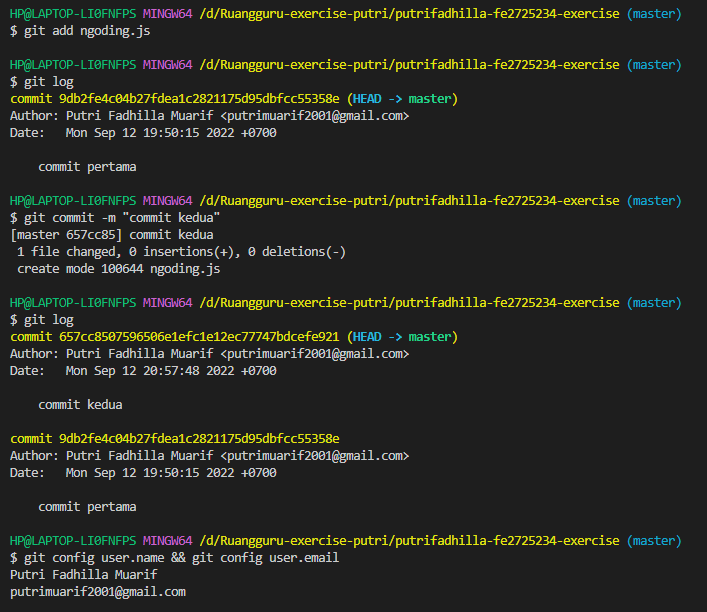 HP@LAPTOP-LI0FNFPS MINGW64 /d/Ruangguru-exercise-putri/putrifadhilla-fe2725234-exercise (master)
$ git add ngoding.js
HP@LAPTOP-LI0FNFPS MINGW64 /d/Ruangguru-exercise-putri/putrifadhilla-fe2725234-exercise (master)
$ git log
commit 9db2fe4c04b27fdea1c2821175d95dbfcc55358e (HEAD -> master)
Author: Putri Fadhilla Muarif <putrimuarif2001@gmail.com>
Date:   Mon Sep 12 19:50:15 2022 +0700
    commit pertama
HP@LAPTOP-LI0FNFPS MINGW64 /d/Ruangguru-exercise-putri/putrifadhilla-fe2725234-exercise (master)
$ git commit -m "commit kedua"
[master 657cc85] commit kedua
 1 file changed, 0 insertions(+), 0 deletions(-)
 create mode 100644 ngoding.js
HP@LAPTOP-LI0FNFPS MINGW64 /d/Ruangguru-exercise-putri/putrifadhilla-fe2725234-exercise (master)
$ git log
commit 657cc8507596506e1efc1e12ec77747bdcefe921 (HEAD -> master)
Author: Putri Fadhilla Muarif <putrimuarif2001@gmail.com>
Date:   Mon Sep 12 20:57:48 2022 +0700
    commit kedua
commit 9db2fe4c04b27fdea1c2821175d95dbfcc55358e
Author: Putri Fadhilla Muarif <putrimuarif2001@gmail.com>
Date:   Mon Sep 12 19:50:15 2022 +0700
    commit pertama
HP@LAPTOP-LI0FNFPS MINGW64 /d/Ruangguru-exercise-putri/putrifadhilla-fe2725234-exercise (master)
$ git config user.name && git config user.email
Putri Fadhilla Muarif
putrimuarif2001@gmail.com